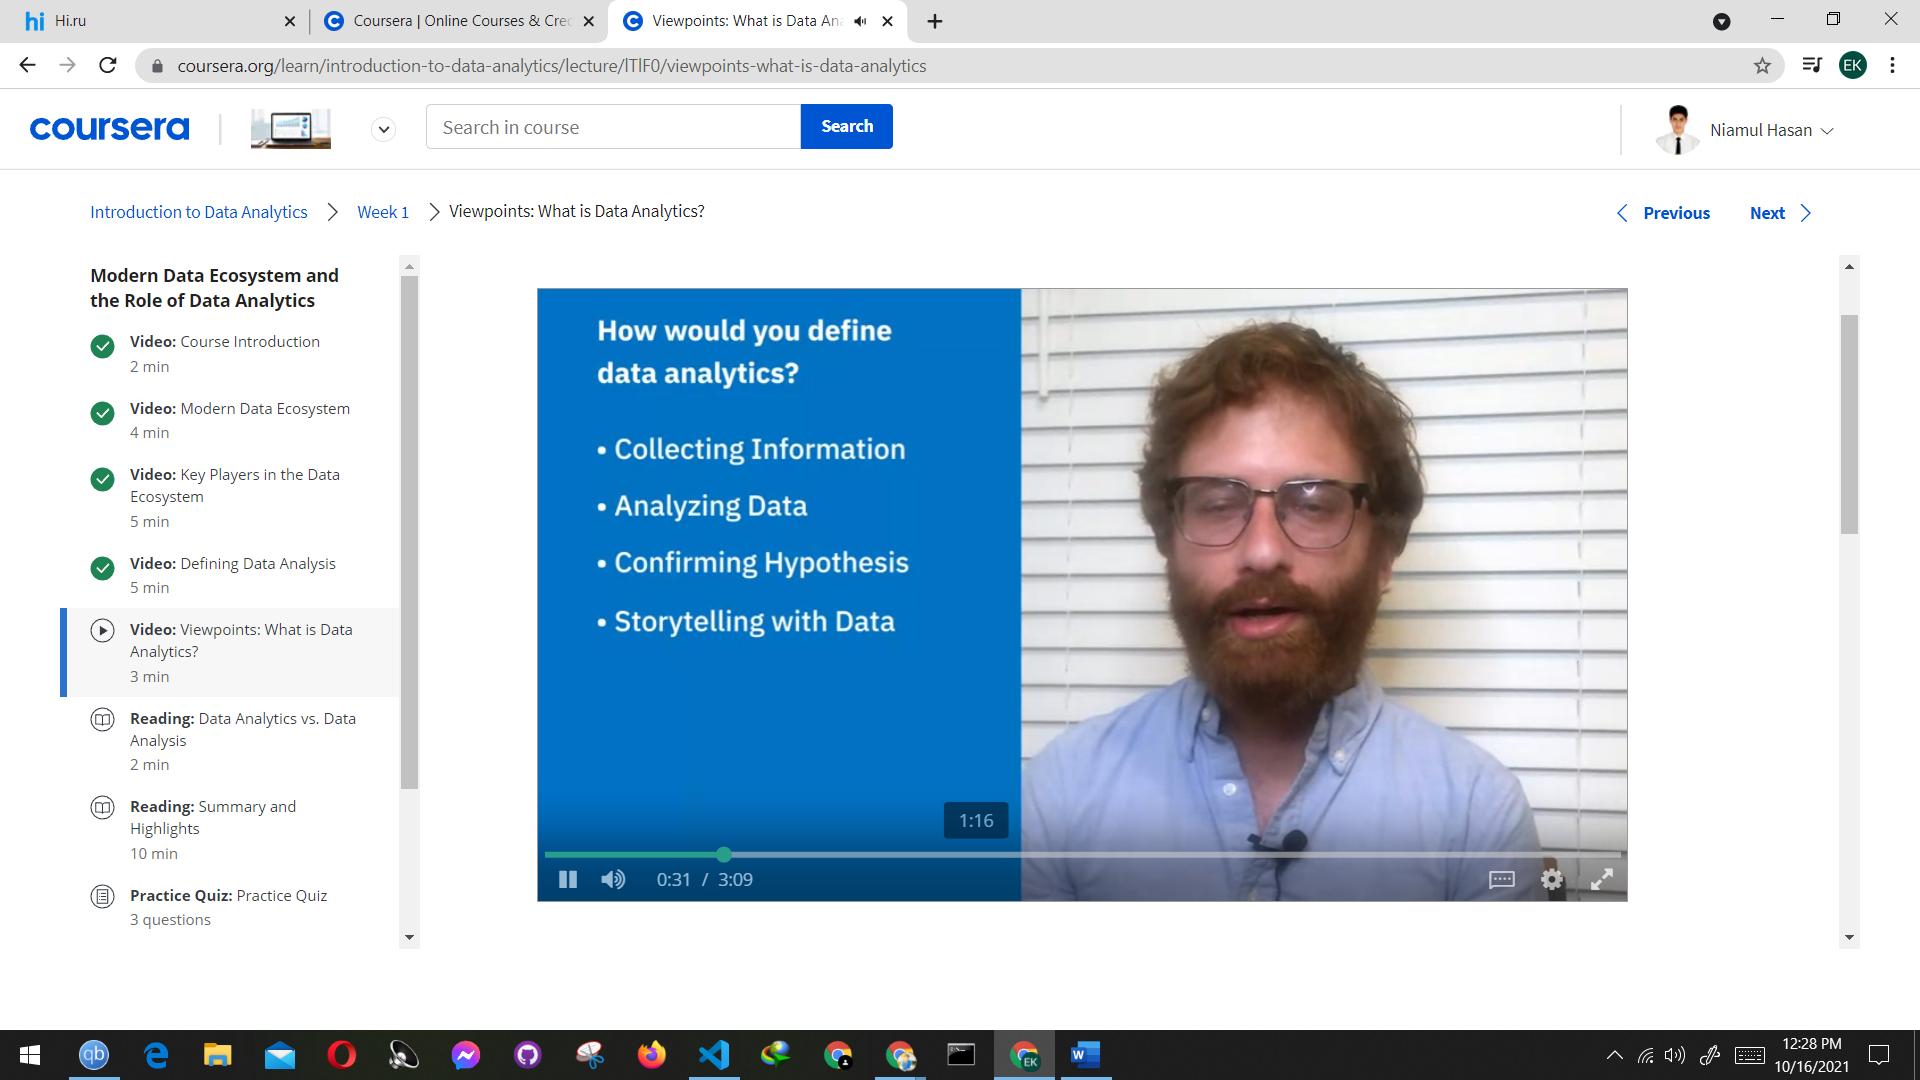 hi Hi.ru
Coursera | Online Courses & Cre
Viewpoints: What is Data An
coursera.org/learn/introduction-to-data-analytics/lecture/lTlF0/viewpoints-what-is-data-analytics
EK
coursera
Search in course
Search
Niamul Hasan
Introduction to Data Analytics
Week 1
Viewpoints: What is Data Analytics?
Previous
Next
Modern Data Ecosystem and
the Role of Data Analytics
Video: Course Introduction
2 min
Video: Modern Data Ecosystem
4 min
Video: Key Players in the Data
Ecosystem
5 min
Video: Defining Data Analysis
5 min
Video: Viewpoints: What is Data
Analytics?
3 min
Reading: Data Analytics vs. Data
Analysis
2 min
Reading: Summary and
Highlights
10 min
Practice Quiz: Practice Quiz
3 questions
How would you define
data analytics?
• Collecting Information
• Analyzing Data
• Confirming Hypothesis
• Storytelling with Data
1:16
0:31 / 3:09
qb
EK
W
12:28 PM
10/16/2021